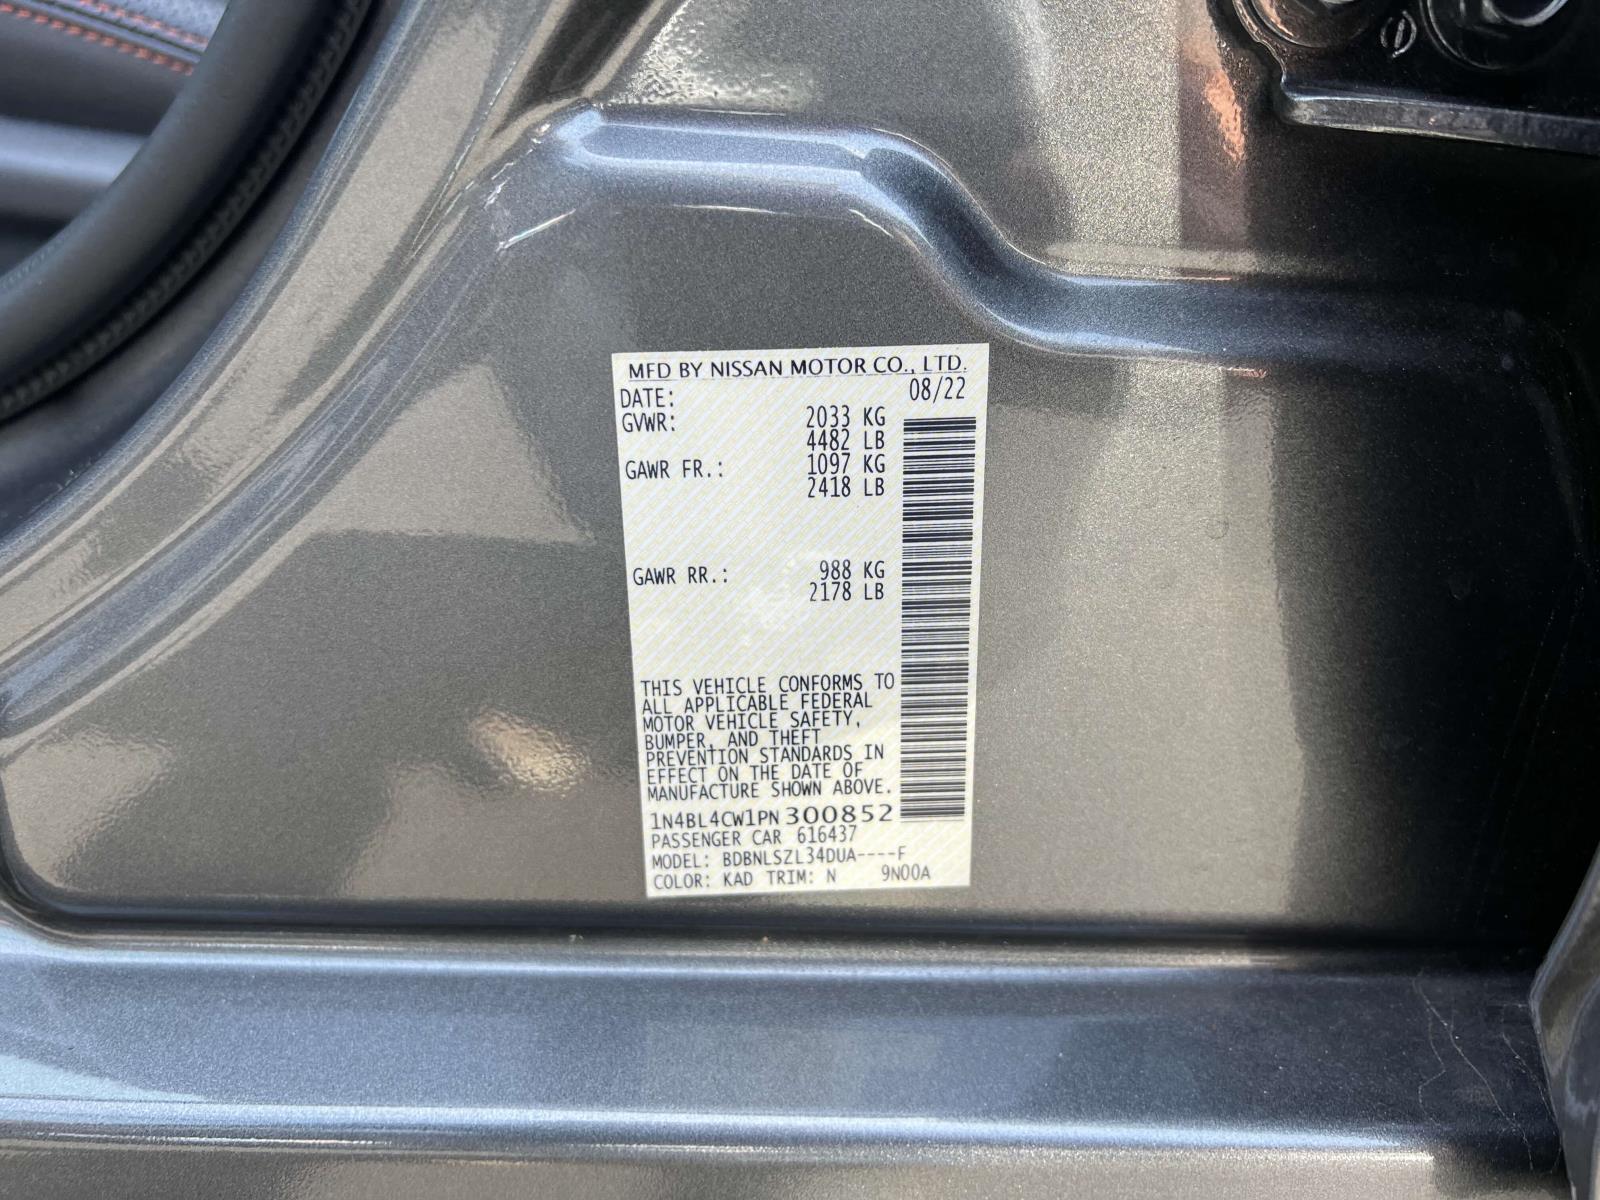 MFD BY NISSAN MOTOR CO., LTD.
DATE: 08/22
GVWR: 2033 KG
4482 LB
GAWR FR.: 1097 KG
2418 LB
GAWR RR.: 988 KG
2178 LB
THIS VEHICLE CONFORMS TO
ALL APPLICABLE FEDERAL
MOTOR VEHICLE SAFETY,
BUMPER, AND THEFT
PREVENTION STANDARDS IN
EFFECT ON THE DATE OF
MANUFACTURE SHOWN ABOVE.
1N4BL4CW1PN300852
PASSENGER CAR 616437
MODEL: BDBNLSZL34DUA----F
COLOR: KAD TRIM: N 9N00A